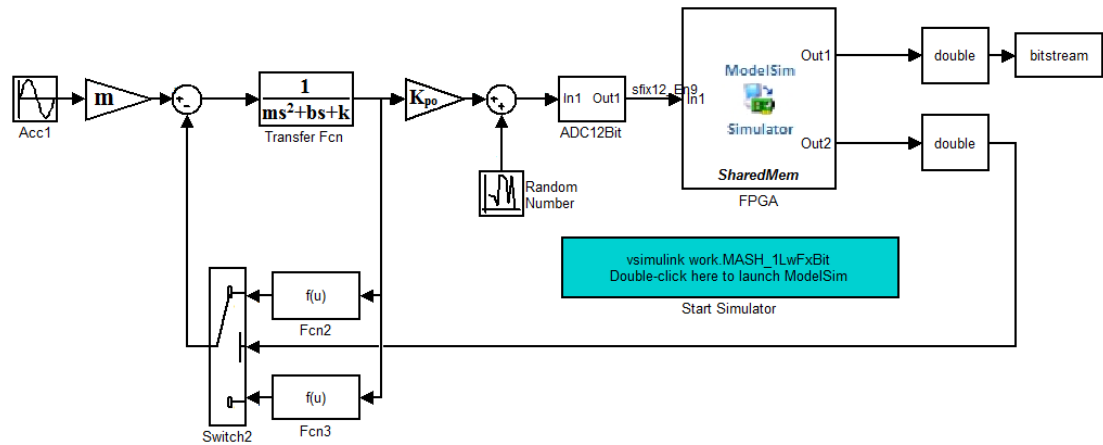 Acc1
m
+
-
1
ms²+bs+k
Transfer Fcn
Kpo
+
+
Random
Number
In1 Out1
ADC12Bit
sfix12_En9
In1
ModelSim
Simulator
Out1
Out2
SharedMem
FPGA
double
bitstream
double
vsimulink work.MASH_1LwFxBit
Double-click here to launch ModelSim
Start Simulator
f(u)
Fcn2
f(u)
Fcn3
Switch2